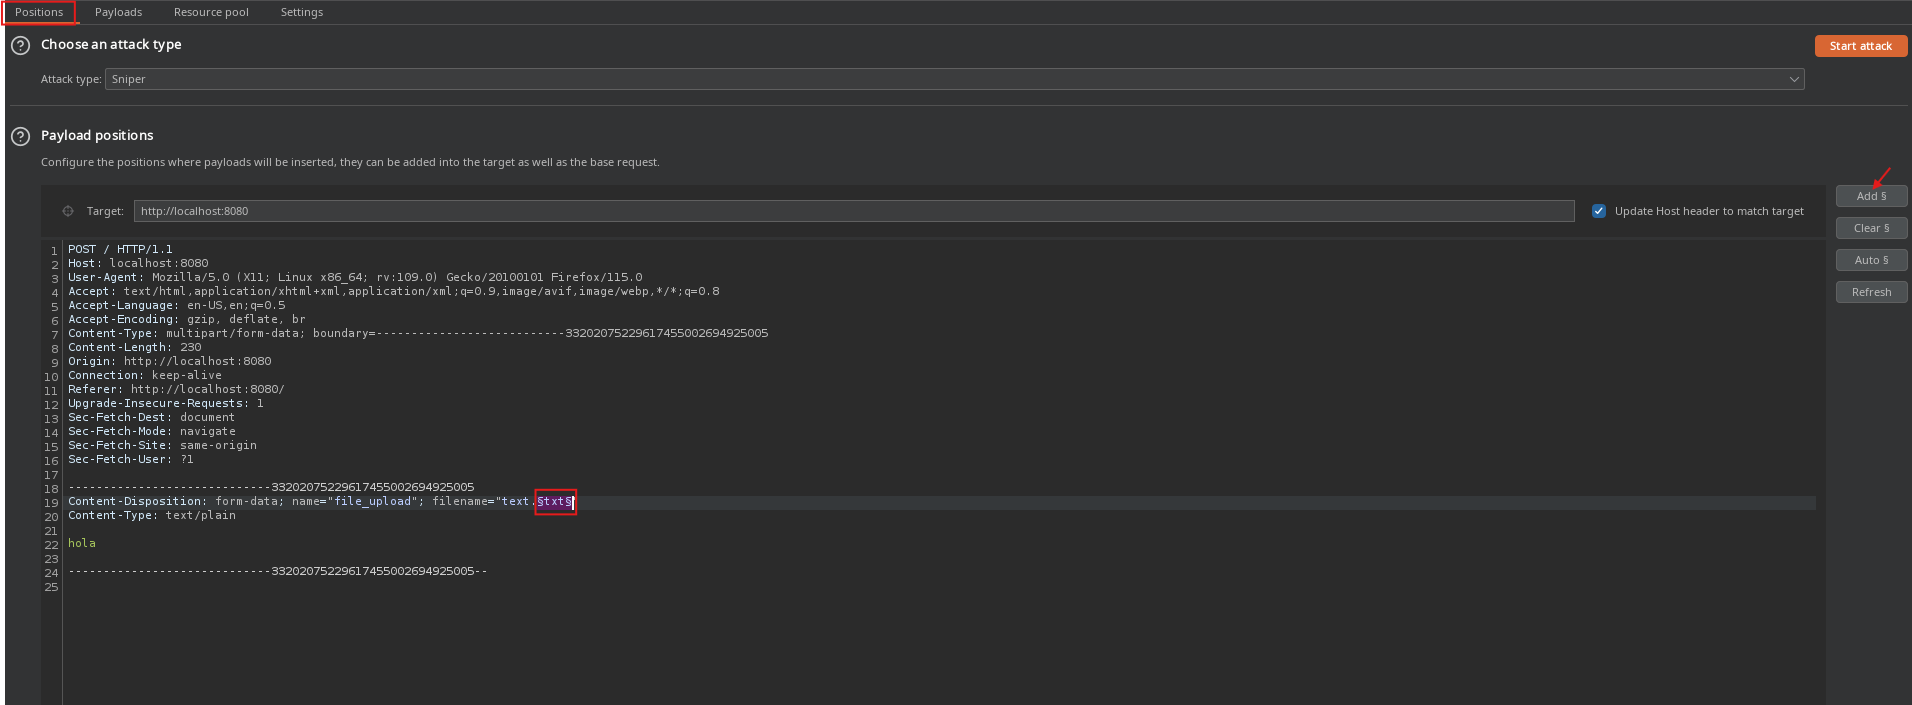 Positions Payloads Resource pool Settings
? Choose an attack type
Start attack
Attack type: Sniper
? Payload positions
Configure the positions where payloads will be inserted, they can be added into the target as well as the base request.
Add §
Target: http://localhost:8080 Update Host header to match target
Clear §
Auto §
Refresh
1 POST / HTTP/1.1
2 Host: localhost:8080
3 User-Agent: Mozilla/5.0 (X11; Linux x86_64; rv:109.0) Gecko/20100101 Firefox/115.0
4 Accept: text/html,application/xhtml+xml,application/xml;q=0.9,image/avif,image/webp,*/*;q=0.8
5 Accept-Language: en-US,en;q=0.5
6 Accept-Encoding: gzip, deflate, br
7 Content-Type: multipart/form-data; boundary=---------------------------332020752296174550026949​25005
8 Content-Length: 230
9 Origin: http://localhost:8080
10 Connection: keep-alive
11 Referer: http://localhost:8080/
12 Upgrade-Insecure-Requests: 1
13 Sec-Fetch-Dest: document
14 Sec-Fetch-Mode: navigate
15 Sec-Fetch-Site: same-origin
16 Sec-Fetch-User: ?1
17
18 -----------------------------33202075229617455002694925005
19 Content-Disposition: form-data; name="file_upload"; filename="text.§txt§"
20 Content-Type: text/plain
21
22 hola
23
24 -----------------------------33202075229617455002694925005--
25